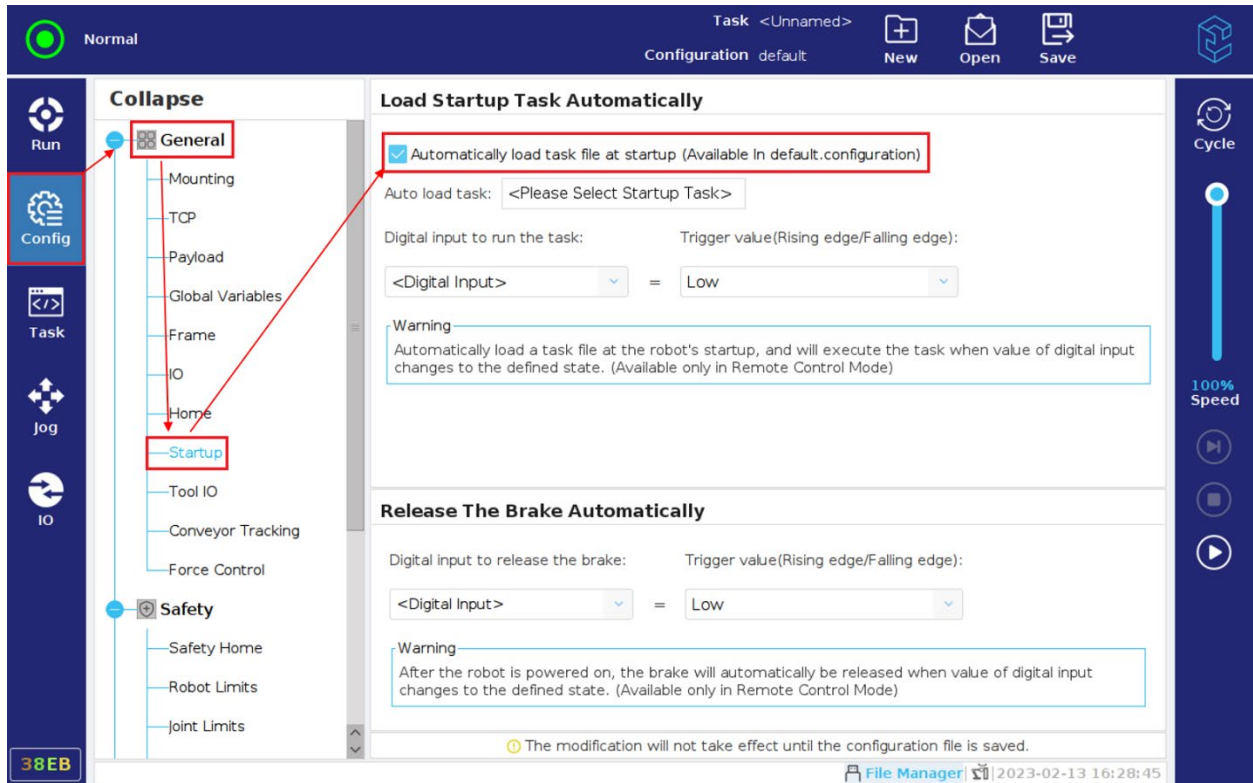 Normal
Task <Unnamed>
Configuration default
New
Open
Save
Run
Config
Task
Jog
IO
38EB
Collapse
General
Mounting
TCP
Payload
Global Variables
Frame
IO
Home
Startup
Tool IO
Conveyor Tracking
Force Control
Safety
Safety Home
Robot Limits
Joint Limits
Load Startup Task Automatically
Automatically load task file at startup (Available In default.configuration)
Auto load task: <Please Select Startup Task>
Digital input to run the task: Trigger value(Rising edge/Falling edge):
<Digital Input> = Low
Warning
Automatically load a task file at the robot's startup, and will execute the task when value of digital input
changes to the defined state. (Available only in Remote Control Mode)
Release The Brake Automatically
Digital input to release the brake: Trigger value(Rising edge/Falling edge):
<Digital Input> = Low
Warning
After the robot is powered on, the brake will automatically be released when value of digital input
changes to the defined state. (Available only in Remote Control Mode)
The modification will not take effect until the configuration file is saved.
File Manager 2023-02-13 16:28:45
Cycle
100%
Speed